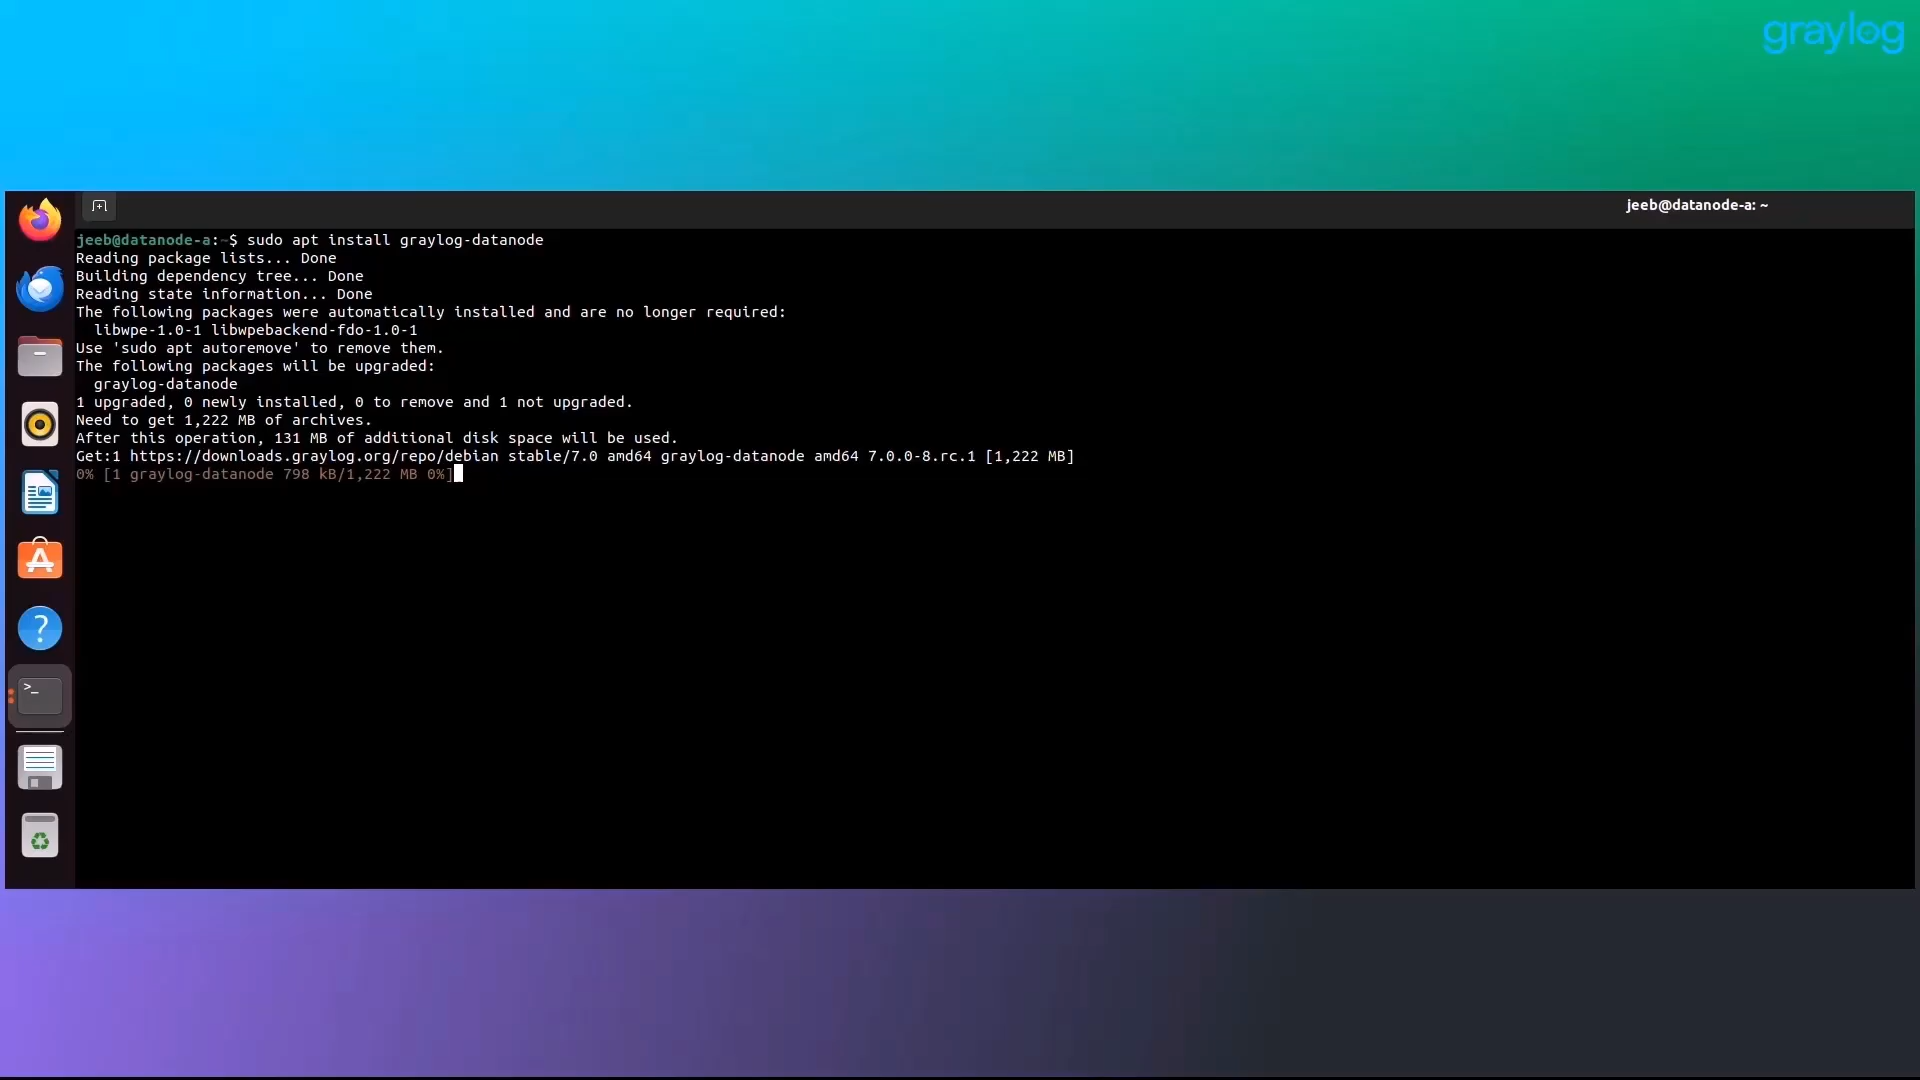 graylog
jeeb@datanode-a: ~
jeeb@datanode-a:~$ sudo apt install graylog-datanode
Reading package lists... Done
Building dependency tree... Done
Reading state information... Done
The following packages were automatically installed and are no longer required:
  libwpe-1.0-1 libwpebackend-fdo-1.0-1
Use 'sudo apt autoremove' to remove them.
The following packages will be upgraded:
  graylog-datanode
1 upgraded, 0 newly installed, 0 to remove and 1 not upgraded.
Need to get 1,222 MB of archives.
After this operation, 131 MB of additional disk space will be used.
Get:1 https://downloads.graylog.org/repo/debian stable/7.0 amd64 graylog-datanode amd64 7.0.0-8.rc.1 [1,222 MB]
0% [1 graylog-datanode 798 kB/1,222 MB 0%]